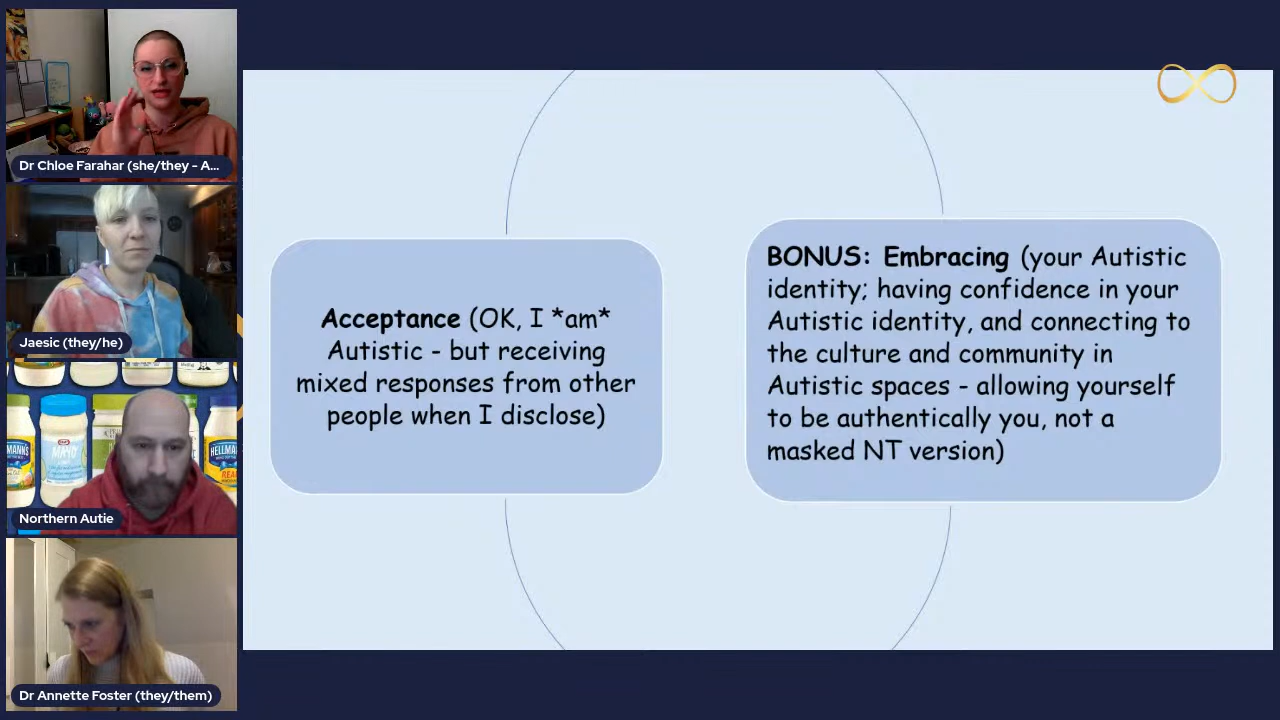 Dr Chloe Farahar (she/they - A...
Jaesic (they/he)
Northern Autie
Dr Annette Foster (they/them)
Acceptance (OK, I *am*
Autistic - but receiving
mixed responses from other
people when I disclose)
BONUS: Embracing (your Autistic
identity; having confidence in your
Autistic identity, and connecting to
the culture and community in
Autistic spaces - allowing yourself
to be authentically you, not a
masked NT version)
MAYO